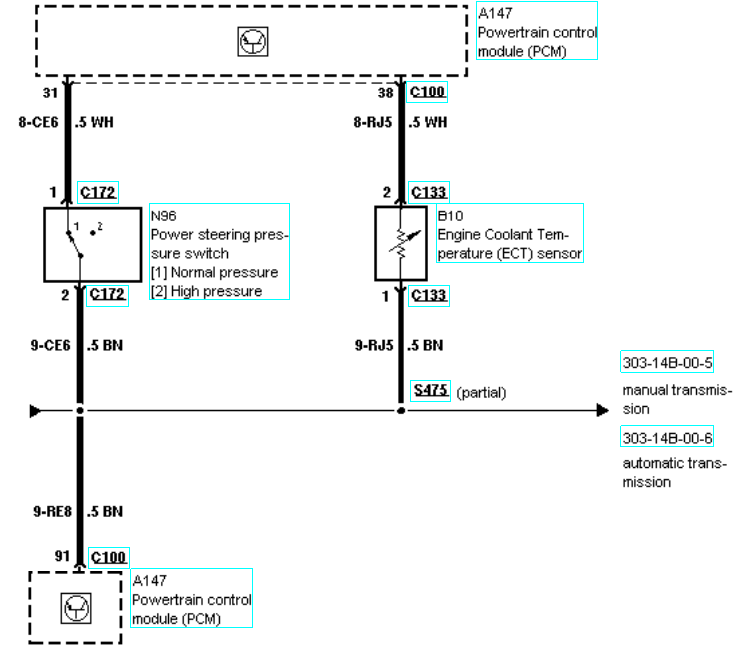 A147
Powertrain control
module (PCM)
31
38 C100
8-CE6 .5 WH
8-RJ5 .5 WH
1 C172
2 C133
1 2
N96
Power steering pres-
sure switch
[1] Normal pressure
[2] High pressure
B10
Engine Coolant Tem-
perature (ECT) sensor
2 C172
1 C133
9-CE6 .5 BN
9-RJ5 .5 BN
S475 (partial)
303-14B-00-5
manual transmis-
sion
303-14B-00-6
automatic trans-
mission
9-RE8 .5 BN
91 C100
A147
Powertrain control
module (PCM)